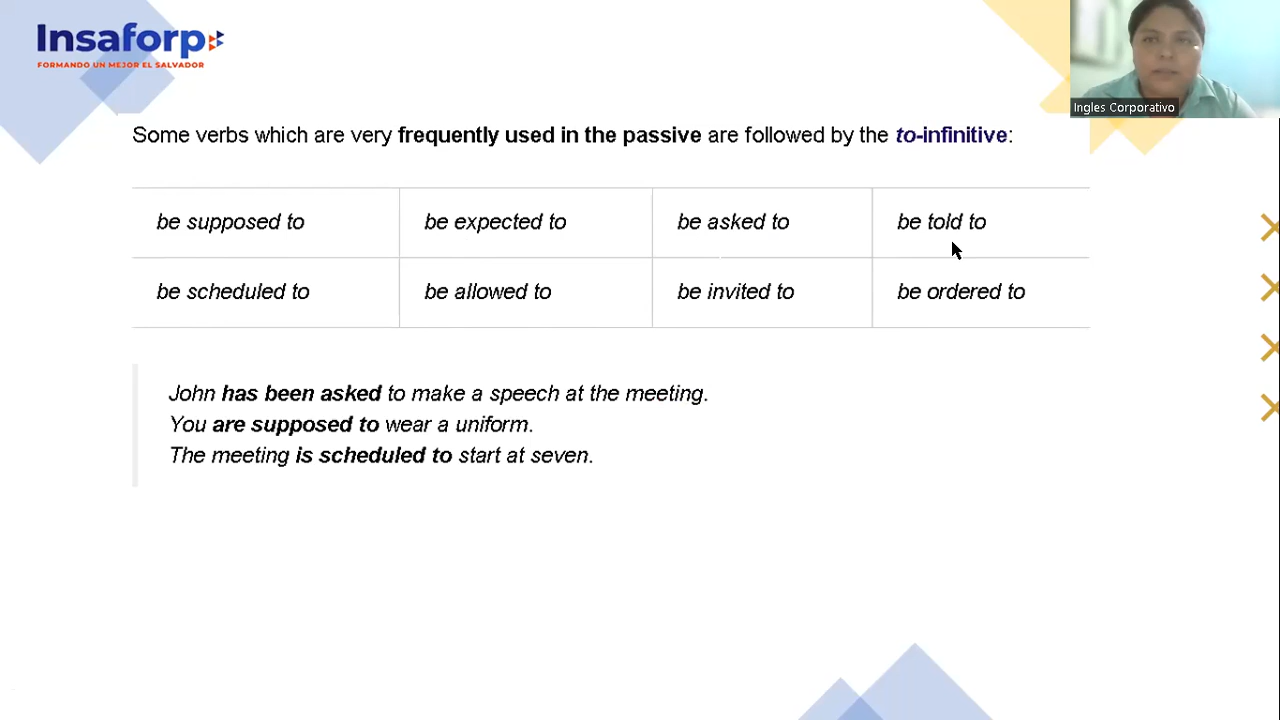 Insaforp
FORMANDO UN MEJOR EL SALVADOR
Ingles Corporativo
Some verbs which are very frequently used in the passive are followed by the to-infinitive:
be supposed to be expected to be asked to be told to
be scheduled to be allowed to be invited to be ordered to
John has been asked to make a speech at the meeting.
You are supposed to wear a uniform.
The meeting is scheduled to start at seven.